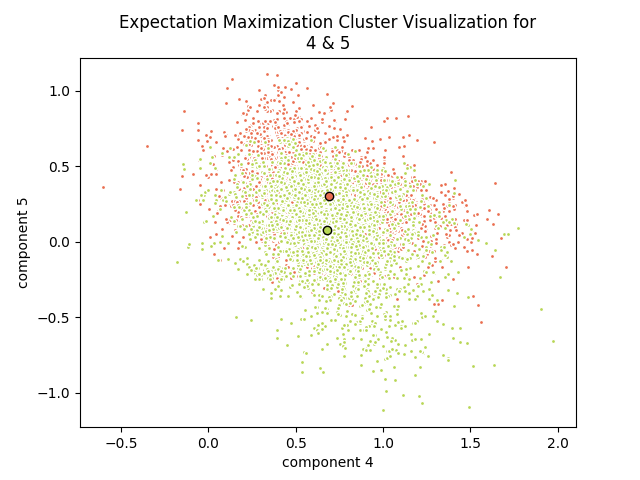 Expectation Maximization Cluster Visualization for
4 & 5
1.0
0.5
0.0
−0.5
−1.0
component 5
−0.5
0.0
0.5
1.0
1.5
2.0
component 4